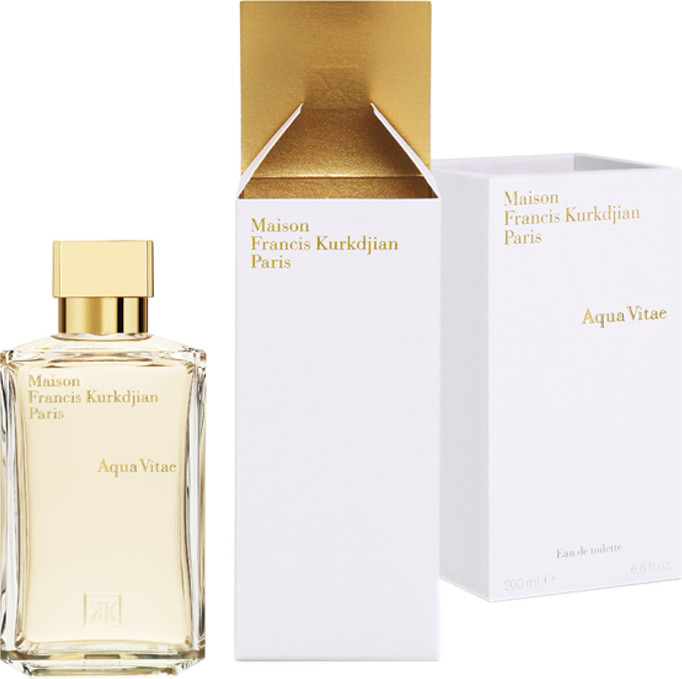 Maison
Francis Kurkdjian
Paris
Aqua Vitae
Maison
Francis Kurkdjian
Paris
Maison
Francis Kurkdjian
Paris
Aqua Vitae
Eau de toilette
200 ml ℮ 6.8 fl.oz.